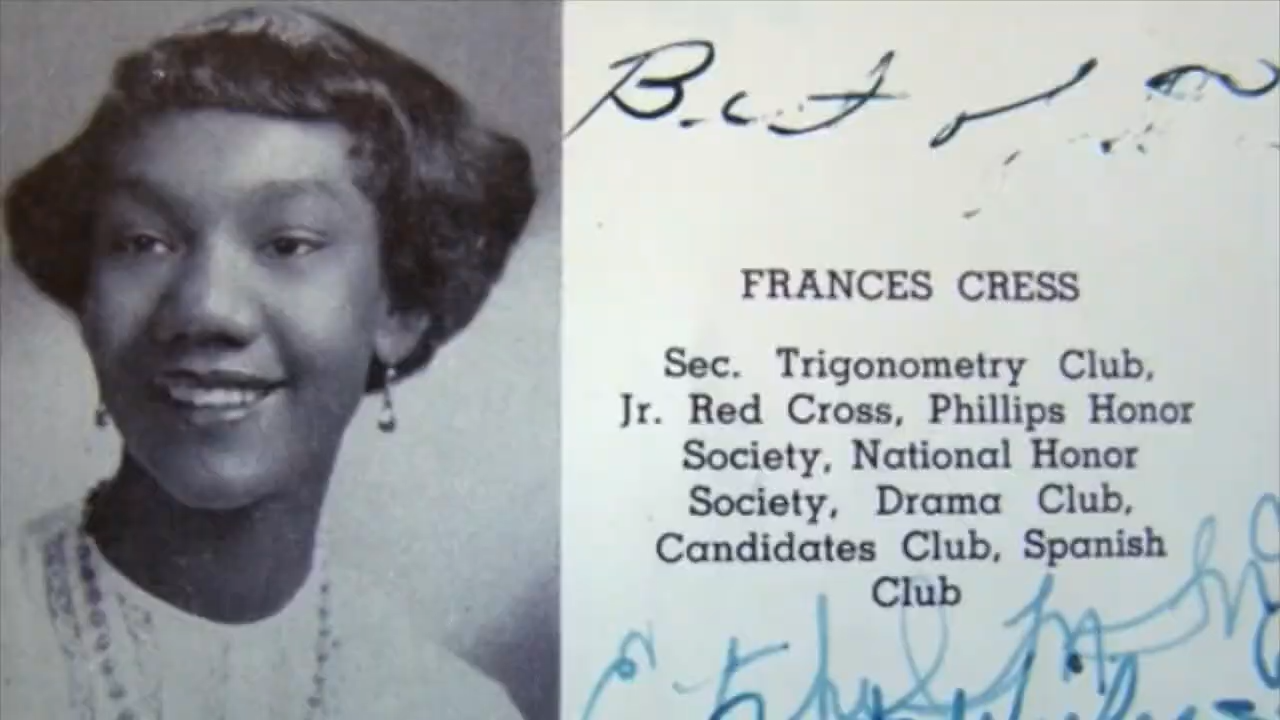 FRANCES CRESS
Sec. Trigonometry Club,
Jr. Red Cross, Phillips Honor
Society, National Honor
Society, Drama Club,
Candidates Club, Spanish
Club